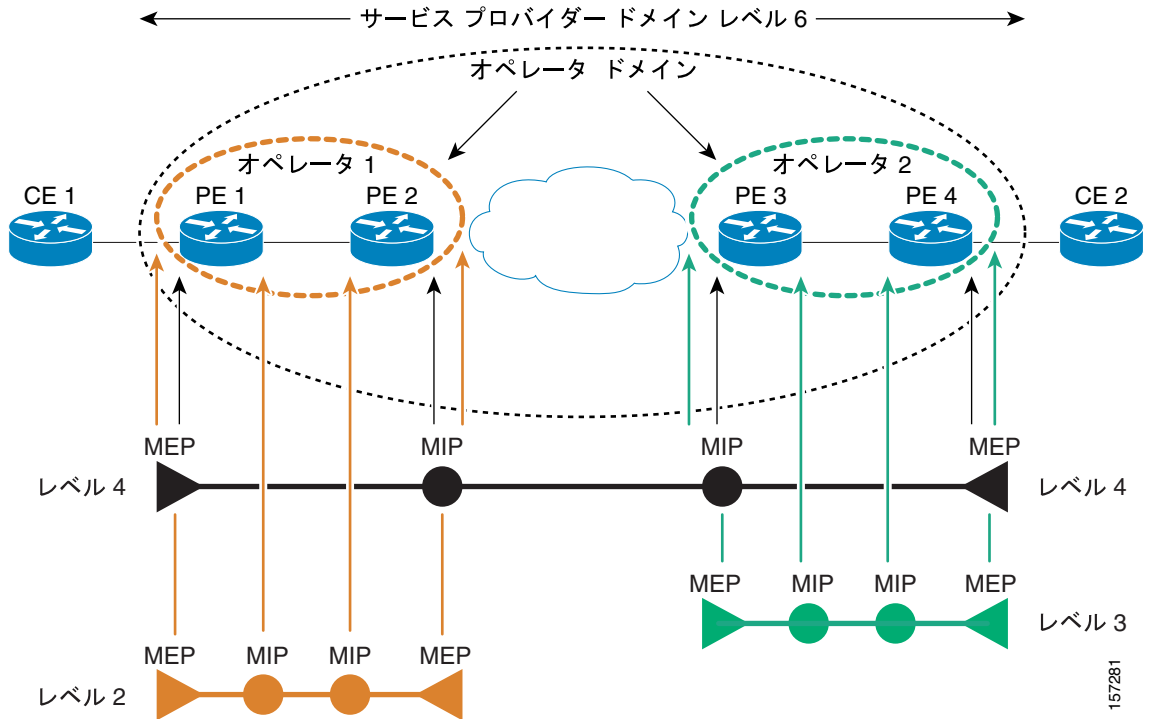 サービス プロバイダー ドメイン レベル 6
オペレータ ドメイン
オペレータ 1
オペレータ 2
CE 1
PE 1
PE 2
PE 3
PE 4
CE 2
MEP
MIP
MIP
MEP
レベル 4
レベル 4
MEP
MIP
MIP
MEP
レベル 3
MEP
MIP
MIP
MEP
レベル 2
157281